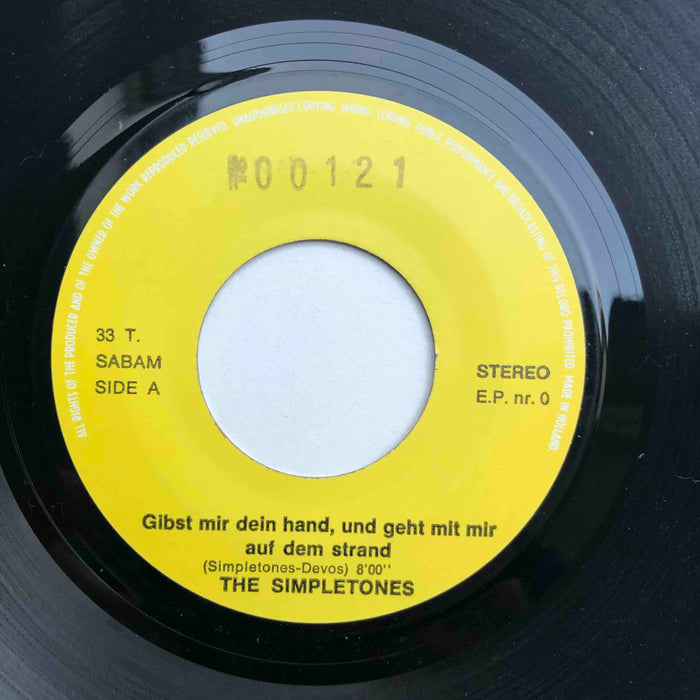 ALL RIGHTS OF THE PRODUCER AND OF THE OWNER OF THE WORK REPRODUCED RESERVED UNAUTHORISED COPYING HIRING LENDING PUBLIC PERFORMANCE AND BROADCASTING OF THIS RECORD PROHIBITED MADE IN HOLLAND.
№00121
33 T.
SABAM
SIDE A
STEREO
E.P. nr. 0
Gibst mir dein hand, und geht mit mir
auf dem strand
(Simpletones-Devos) 8'00"
THE SIMPLETONES